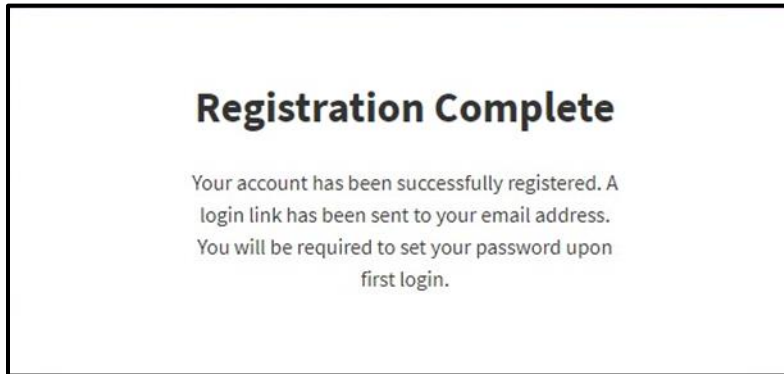 Registration Complete
Your account has been successfully registered. A
login link has been sent to your email address.
You will be required to set your password upon
first login.